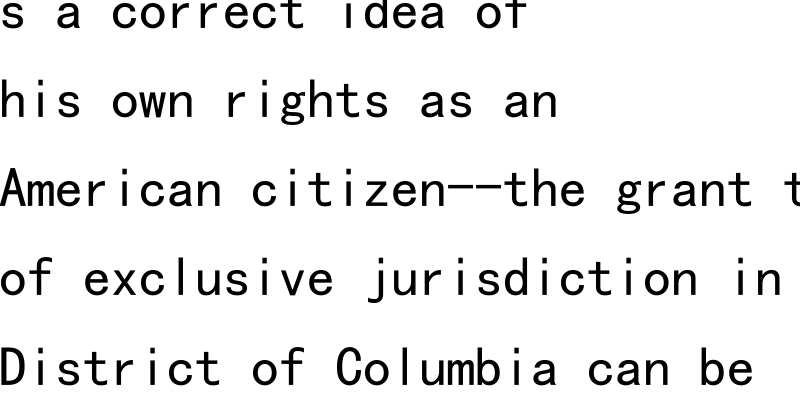 s a correct idea of
his own rights as an
American citizen--the grant t
of exclusive jurisdiction in
District of Columbia can be